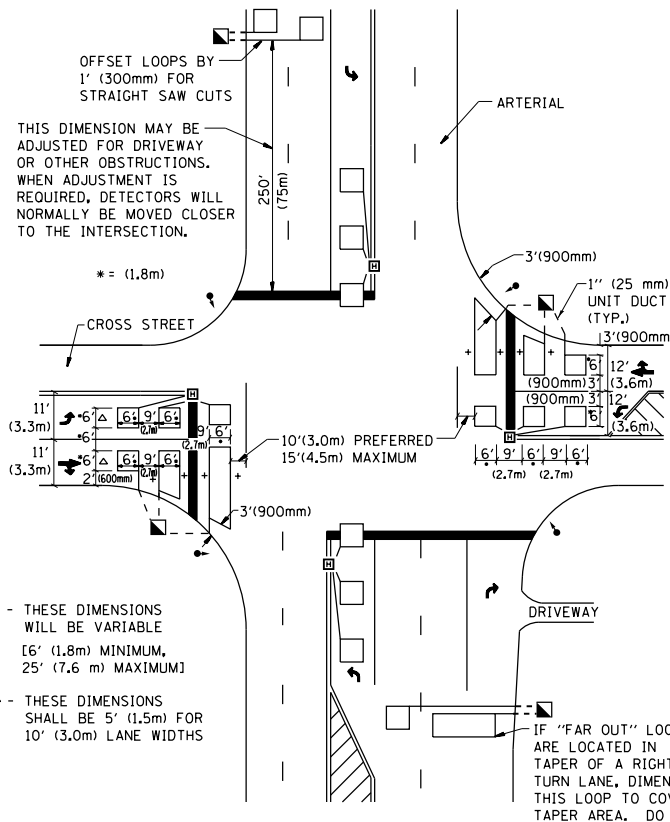 OFFSET LOOPS BY
1' (300mm) FOR
STRAIGHT SAW CUTS
ARTERIAL
THIS DIMENSION MAY BE
ADJUSTED FOR DRIVEWAY
OR OTHER OBSTRUCTIONS.
WHEN ADJUSTMENT IS
REQUIRED, DETECTORS WILL
NORMALLY BE MOVED CLOSER
TO THE INTERSECTION.
250'
(75m)
* = (1.8m)
H
3'(900mm)
1'' (25 mm)
UNIT DUCT
(TYP.)
CROSS STREET
3'(900mm)
+ + + +
6'
12'
(3.6m)
(900mm) 3'
(900mm) 3'
12'
6'
(3.6m)
H
H
11'
(3.3m)
*6'
6' 9' 6'
(2.7m)
*6'
9' 6'
(2.7m)
11'
(3.3m)
*6'
6' 9' 6'
(2.7m)
2' (600mm)
+ + + +
10'(3.0m) PREFERRED
15'(4.5m) MAXIMUM
6' 9' 6' 9' 6'
(2.7m) (2.7m)
3'(900mm)
H
- THESE DIMENSIONS
WILL BE VARIABLE
[6' (1.8m) MINIMUM,
25' (7.6 m) MAXIMUM]
DRIVEWAY
- THESE DIMENSIONS
SHALL BE 5' (1.5m) FOR
10' (3.0m) LANE WIDTHS
IF "FAR OUT" LOO
ARE LOCATED IN
TAPER OF A RIGHT
TURN LANE, DIMEN
THIS LOOP TO COV
TAPER AREA. DO